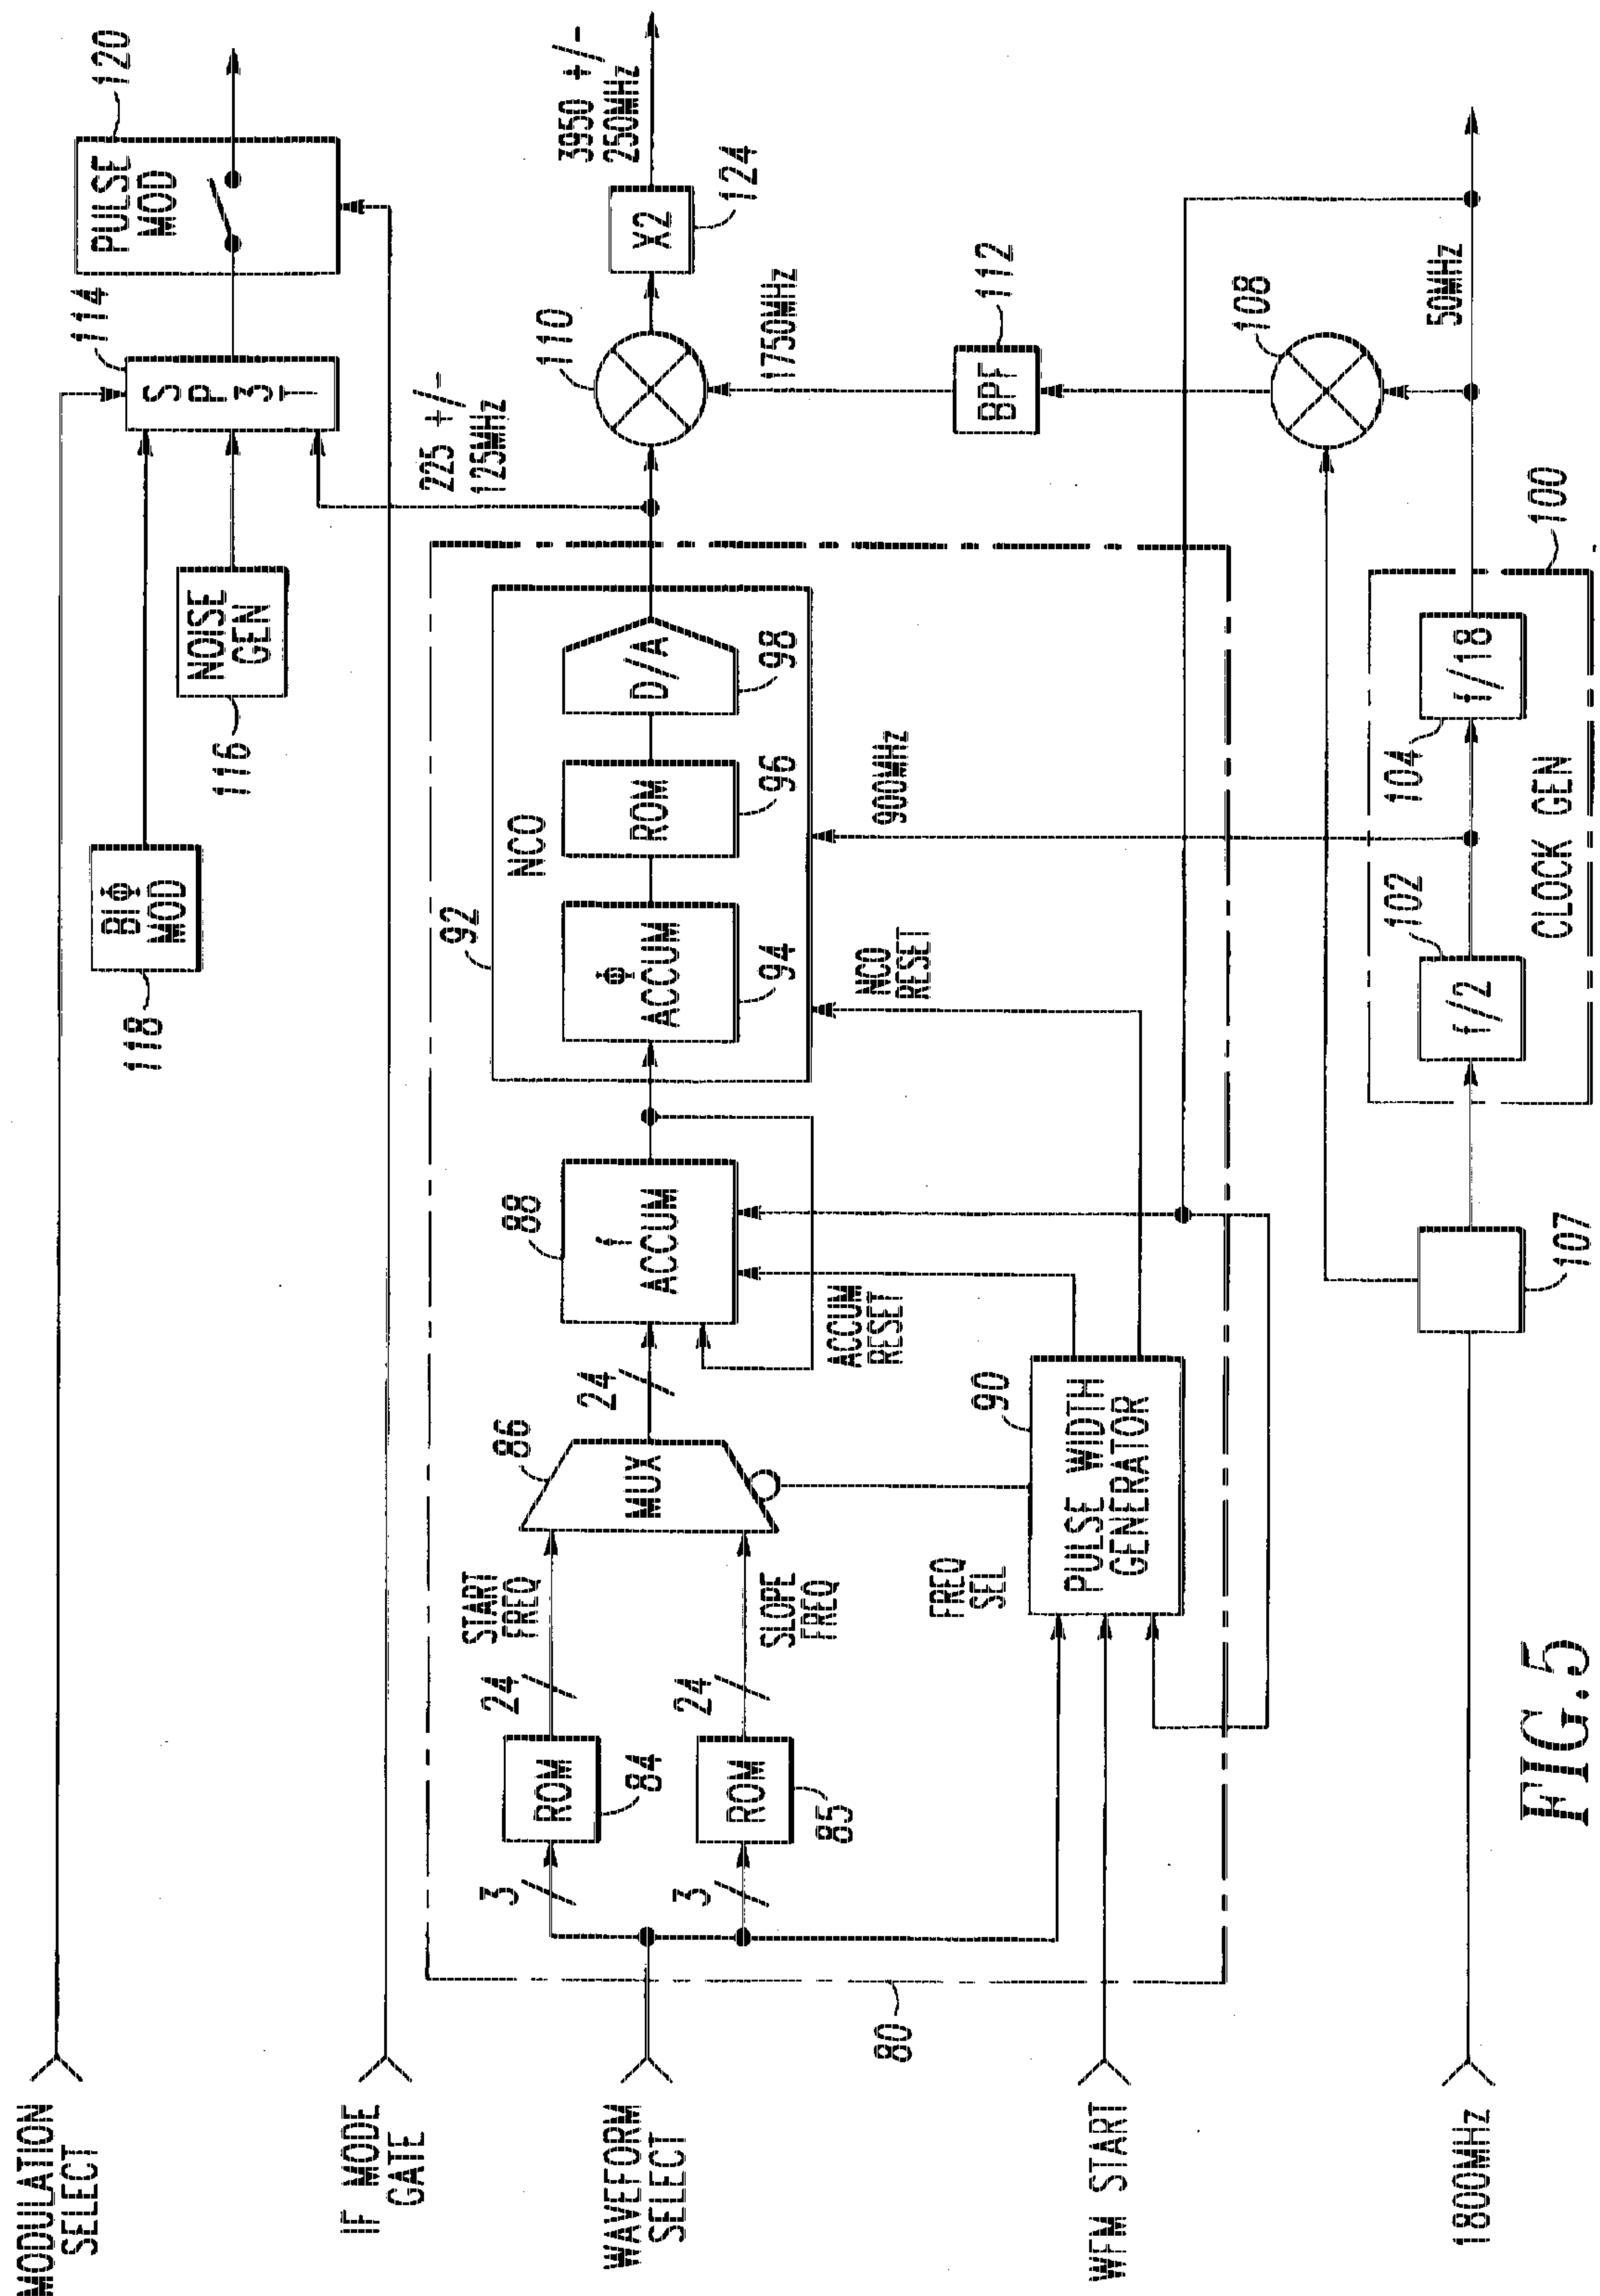 MODULATION
SELECT
IF MODE
GATE
WAVEFORM
SELECT
WFM START
1800MHz
80
3
ROM
84
24
START
FREQ
3
ROM
85
24
SLOPE
FREQ
MUX
86
24
FREQ
SEL
PULSE WIDTH
GENERATOR
90
f
ACCUM
88
ACCUM
RESET
NCO
92
Φ
ACCUM
94
ROM
96
D/A
98
NCO
RESET
900MHz
107
f/2
102
f/18
104
CLOCK GEN
100
50MHz
108
BPF
112
1750MHz
110
X2
124
3950 +/-
250MHz
225 +/-
125MHz
BIΦ
MOD
118
NOISE
GEN
116
S
P
3
T
114
PULSE
MOD
120
FIG.5